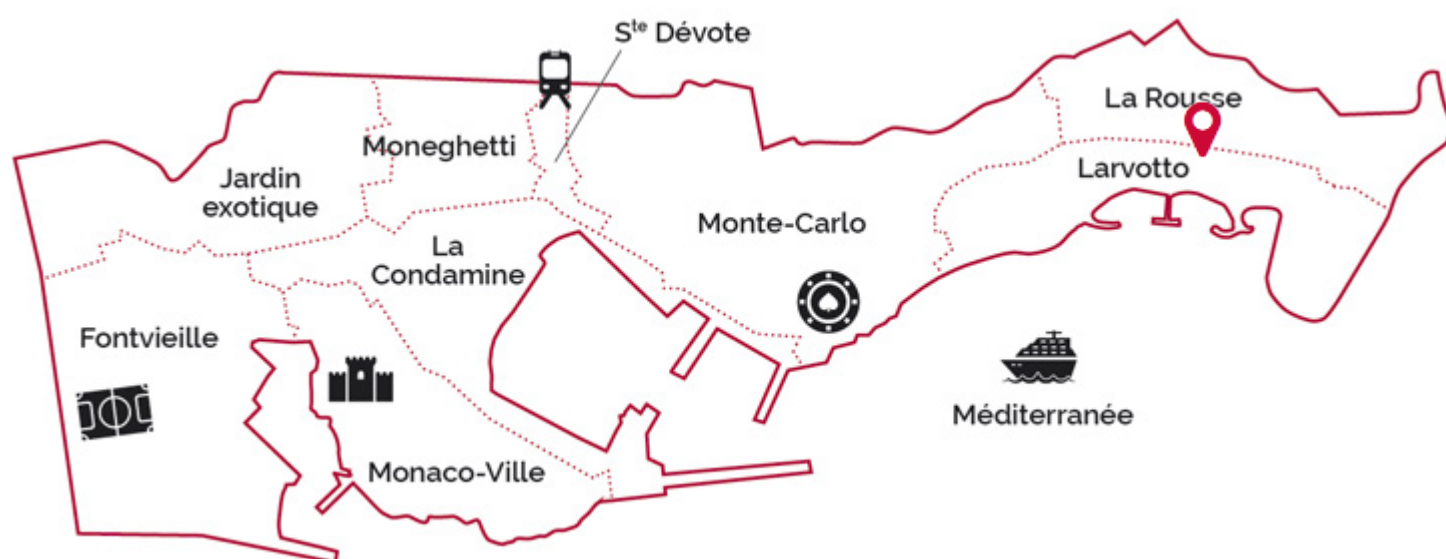 Sᵗᵉ Dévote
La Rousse
Moneghetti
Larvotto
Jardin
exotique
Monte-Carlo
La
Condamine
Fontvieille
Méditerranée
Monaco-Ville